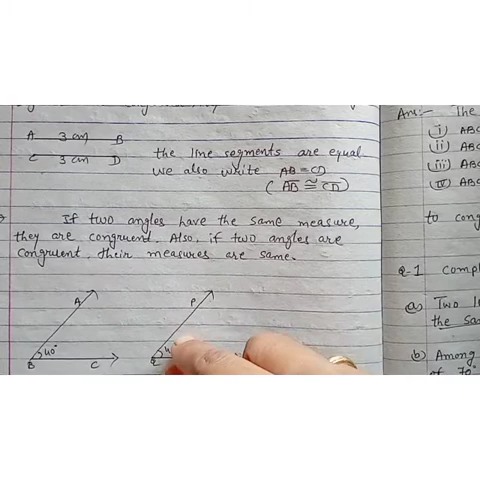 A 3 cm B
C 3 cm D
the line segments are equal
we also write AB = CD
( AB ≅ CD )
If two angles have the same measure,
they are congruent. Also, if two angles are
congruent, their measures are same.
A
40°
B C
P
Q
Ans:- The
(i) ABC
(ii) ABC
(iii) ABC
(iv) ABC
to cong
Q-1 Compl
(a) Two l
the sa
b) Among
of 70°